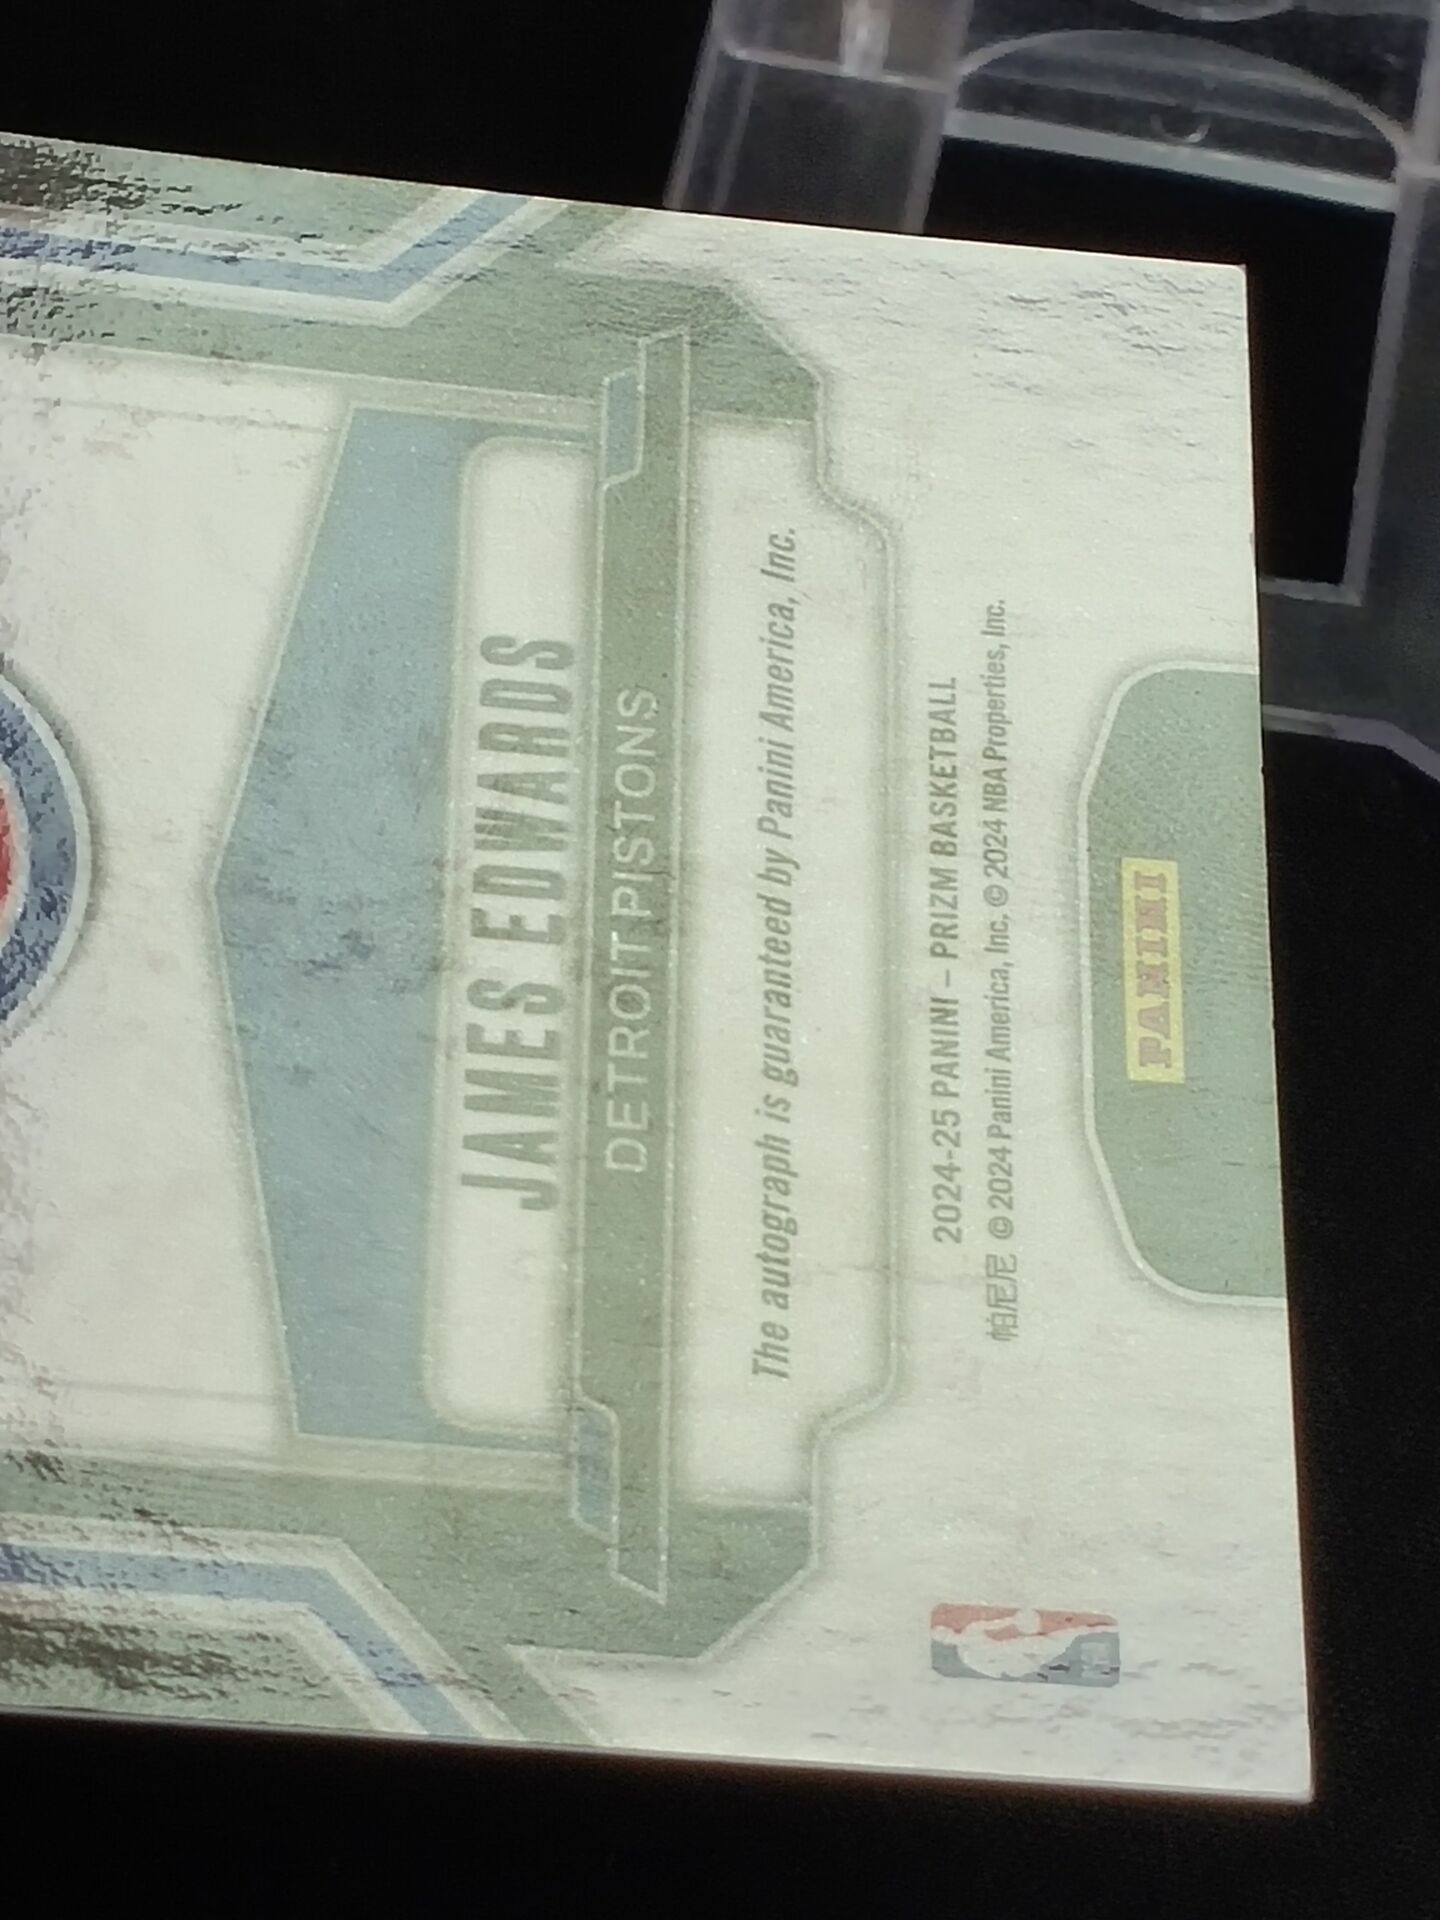 JAMES EDWARDS
DETROIT PISTONS
The autograph is guaranteed by Panini America, Inc.
2024-25 PANINI – PRIZM BASKETBALL
帕尼尼 © 2024 Panini America, Inc. © 2024 NBA Properties, Inc.
PANINI